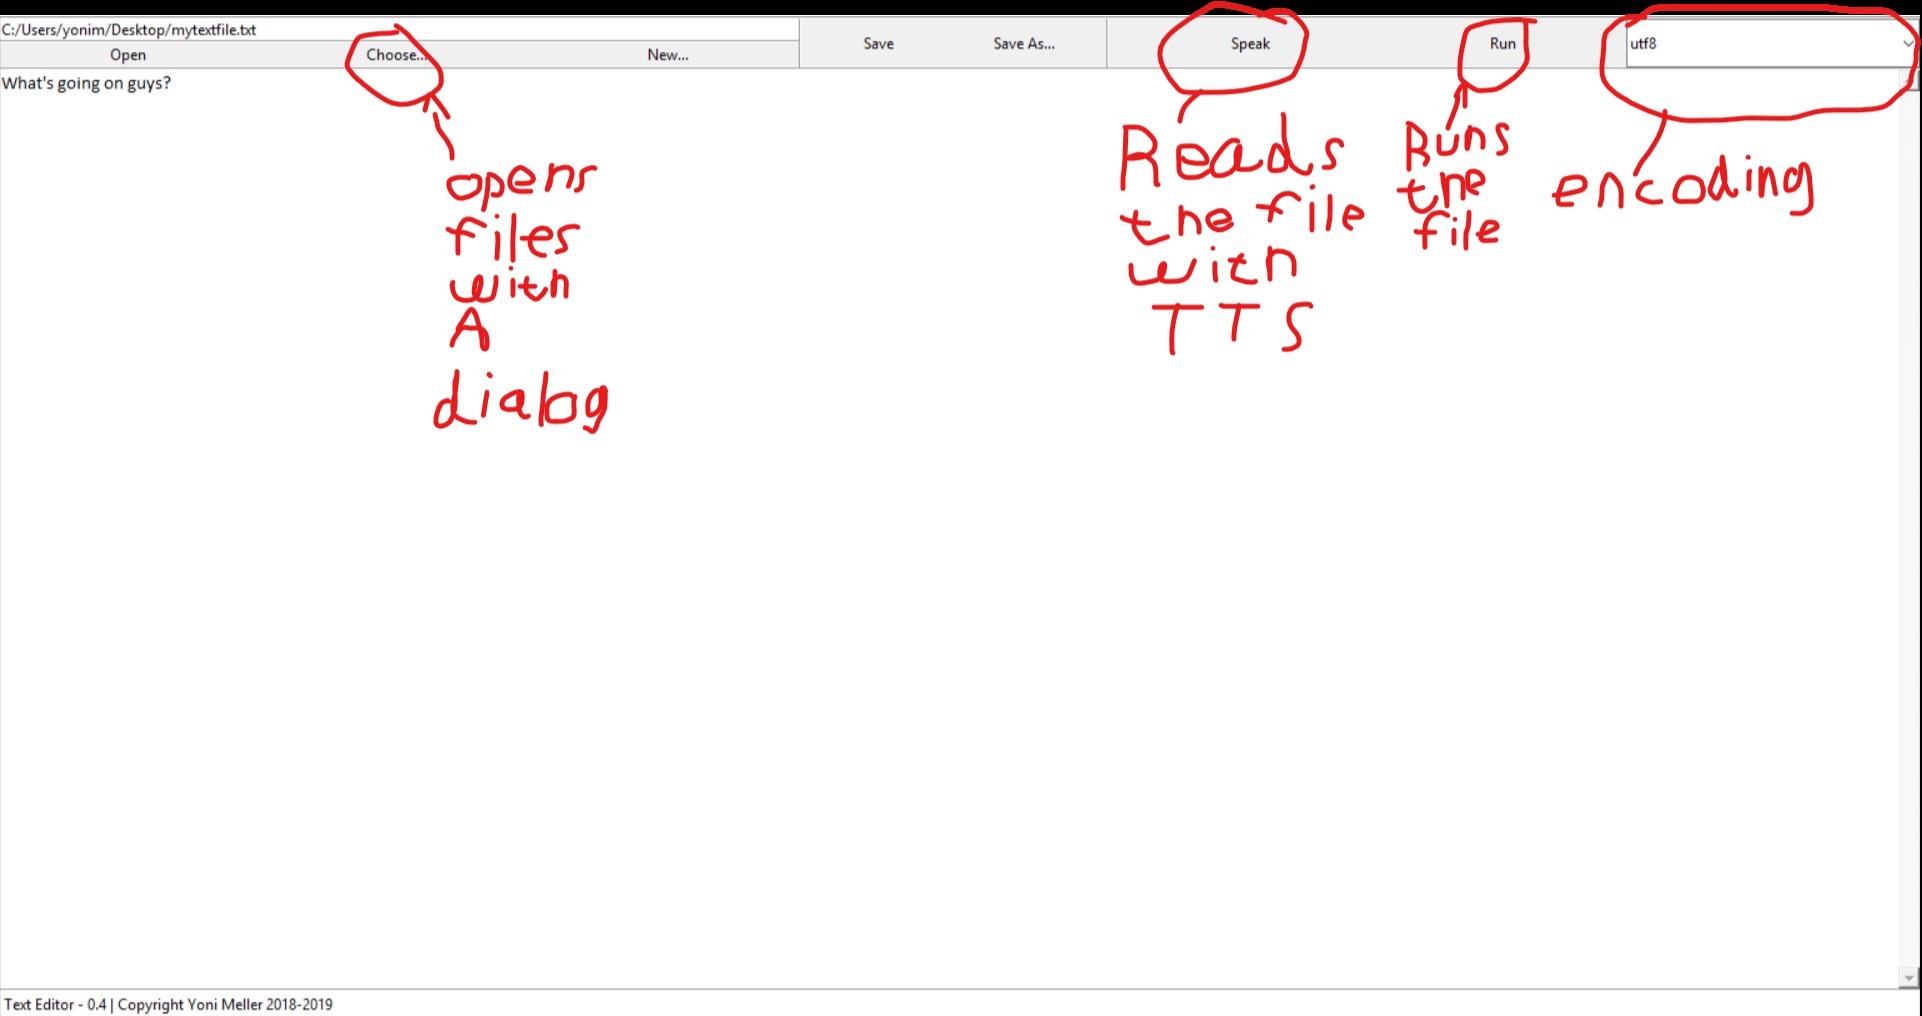 C:/Users/yonim/Desktop/mytextfile.txt
Open Choose... New... Save Save As... Speak Run utf8
What's going on guys?
opens
files
with
A
dialog
Reads
the file
with
TTS
Runs
the
file
encoding
Text Editor - 0.4 | Copyright Yoni Meller 2018-2019